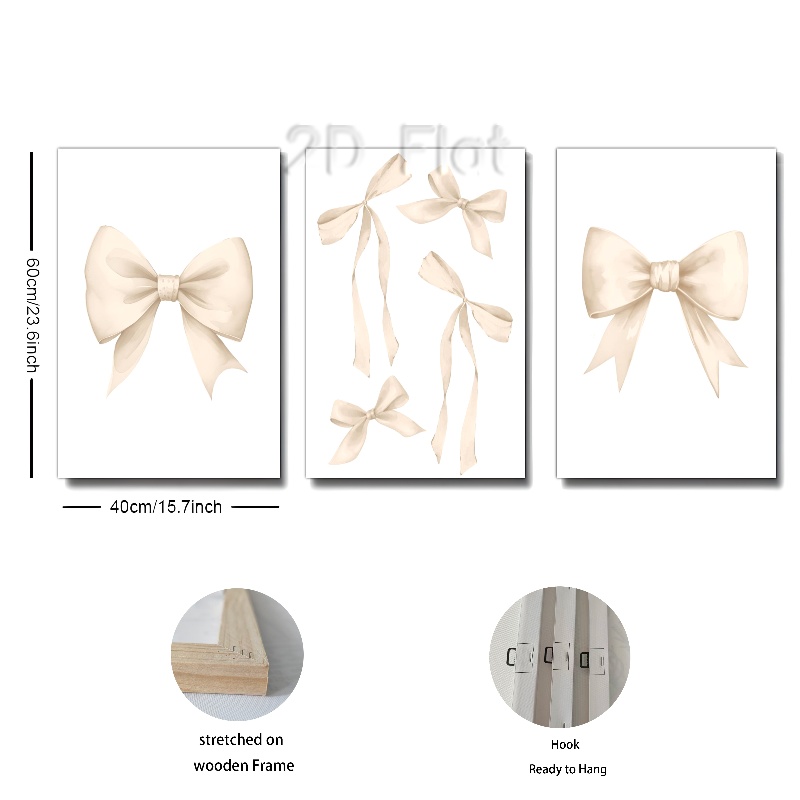 2D Flat
60cm/23.6inch
40cm/15.7inch
stretched on
wooden Frame
Hook
Ready to Hang